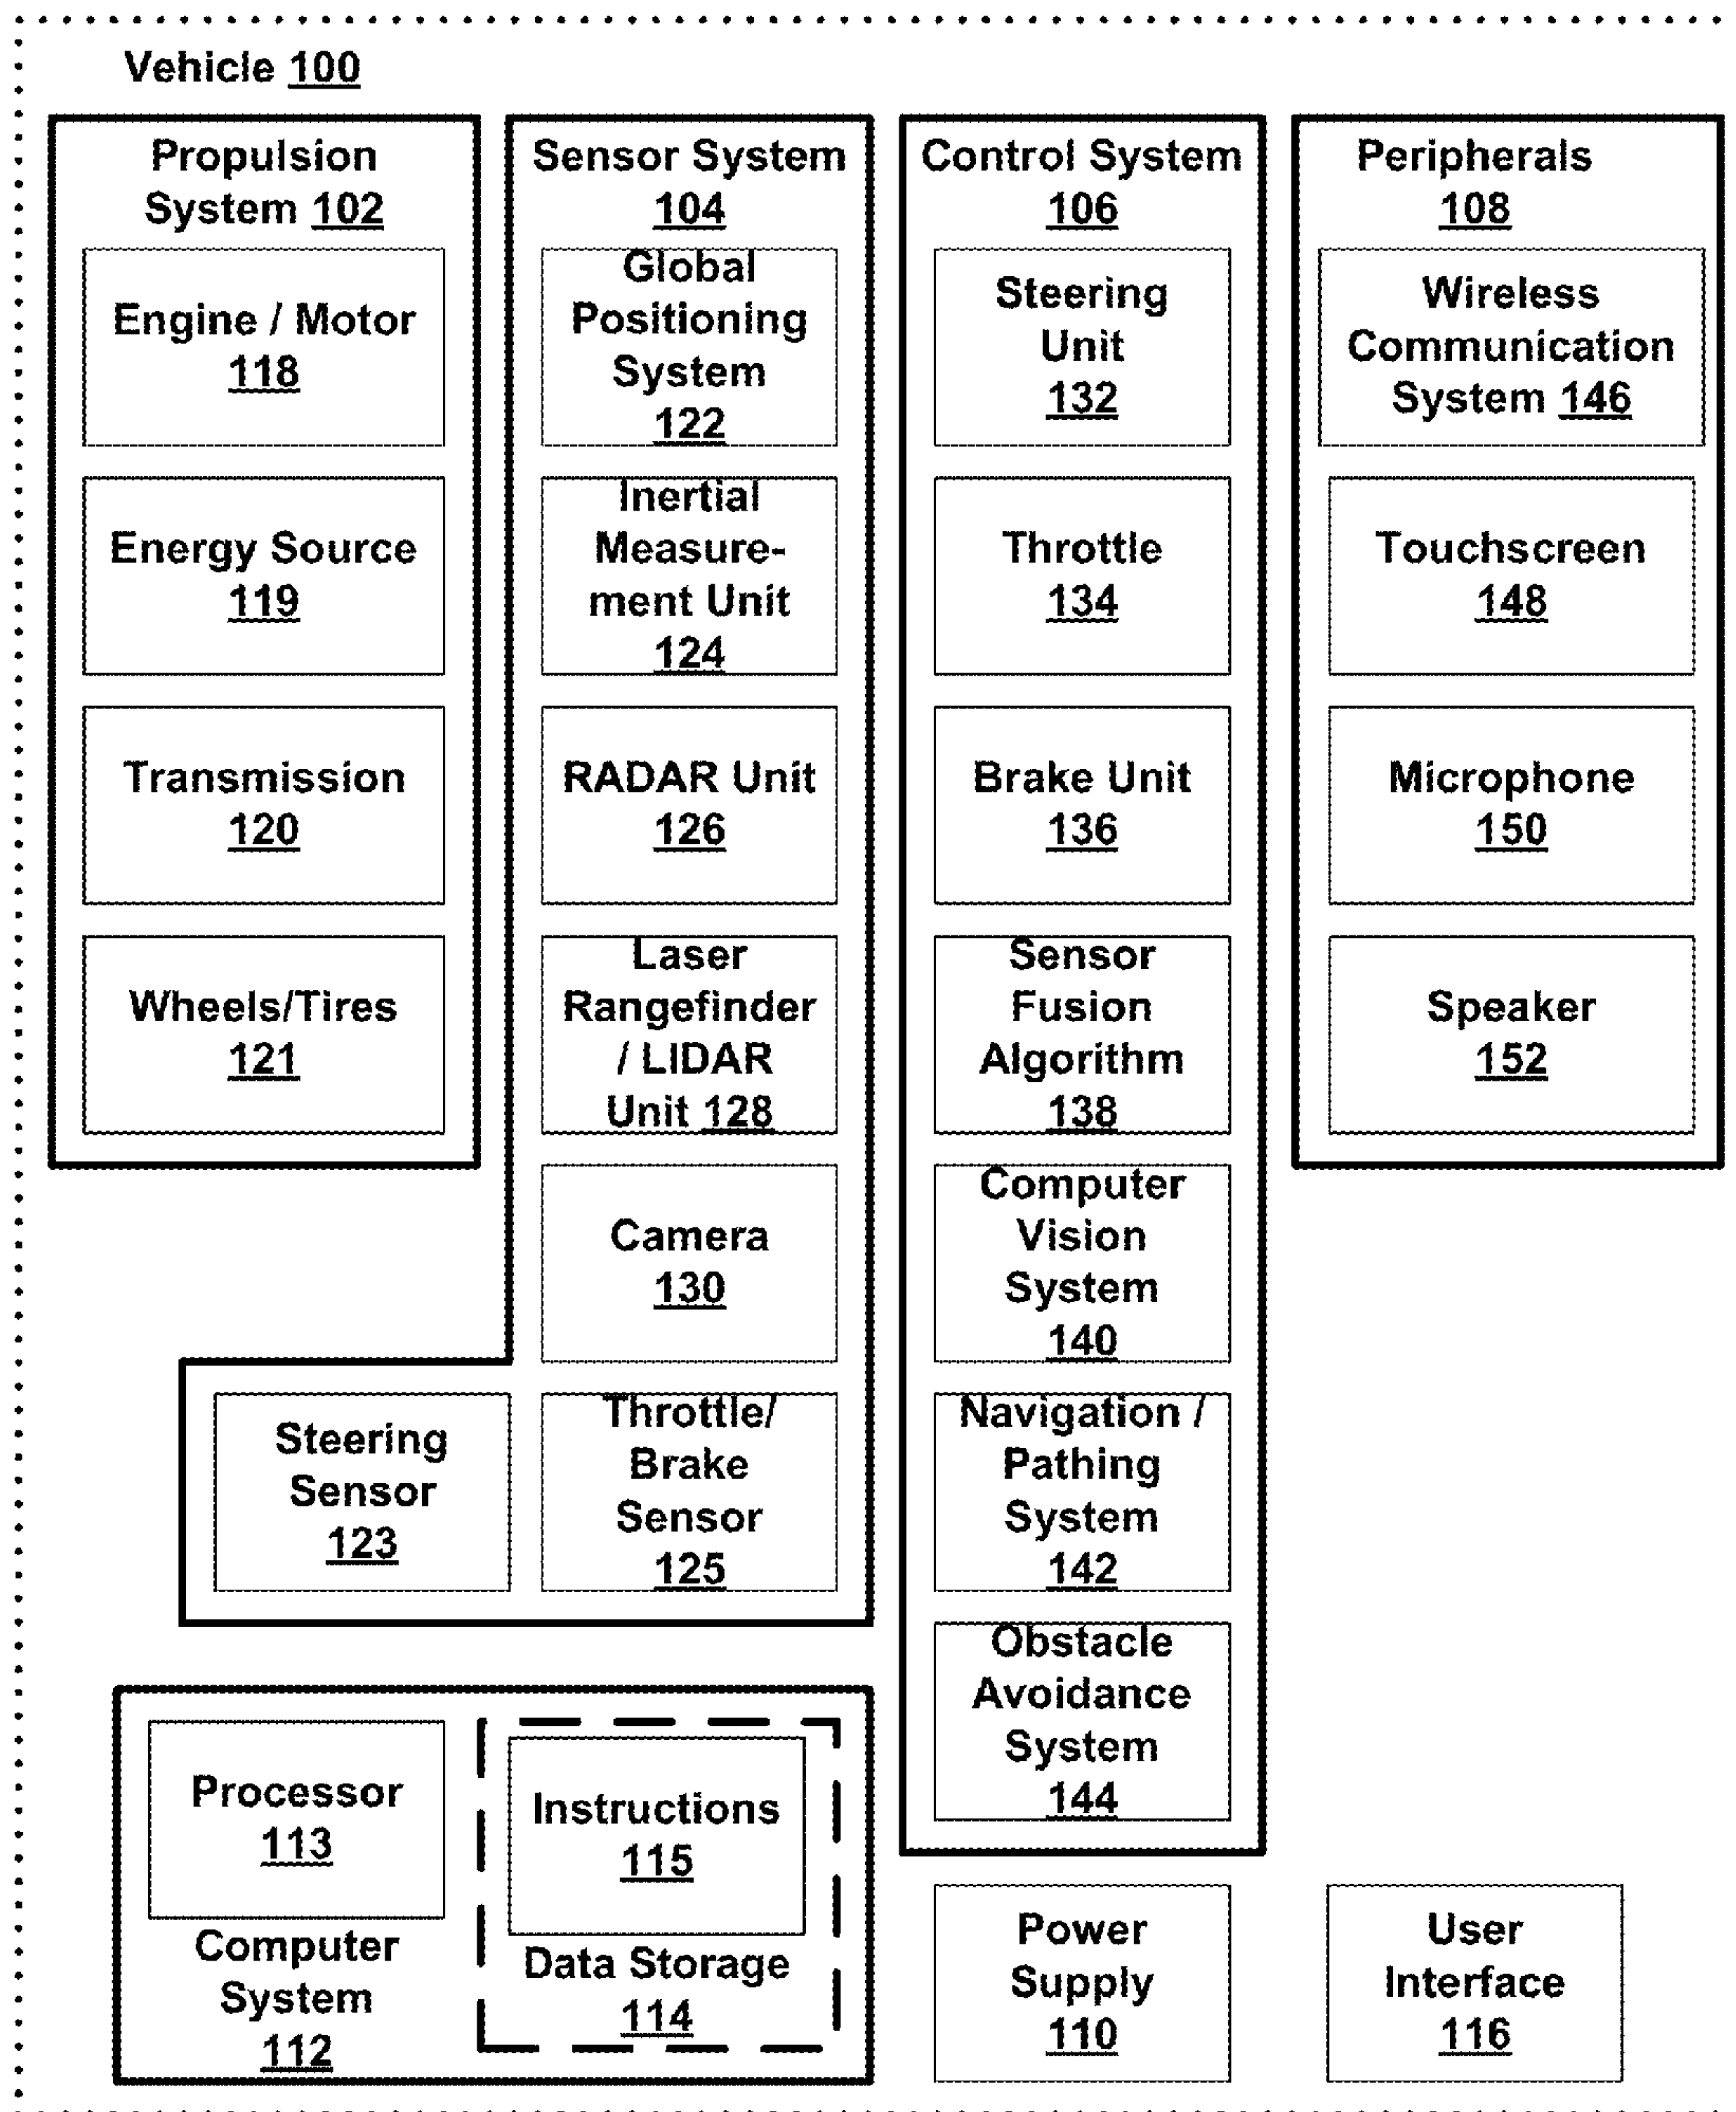 Vehicle 100
Propulsion
System 102
Engine / Motor
118
Energy Source
119
Transmission
120
Wheels/Tires
121
Sensor System
104
Global
Positioning
System
122
Inertial
Measure-
ment Unit
124
RADAR Unit
126
Laser
Rangefinder
/ LIDAR
Unit 128
Camera
130
Steering
Sensor
123
Throttle/
Brake
Sensor
125
Control System
106
Steering
Unit
132
Throttle
134
Brake Unit
136
Sensor
Fusion
Algorithm
138
Computer
Vision
System
140
Navigation /
Pathing
System
142
Obstacle
Avoidance
System
144
Peripherals
108
Wireless
Communication
System 146
Touchscreen
148
Microphone
150
Speaker
152
Processor
113
Computer
System
112
Instructions
115
Data Storage
114
Power
Supply
110
User
Interface
116